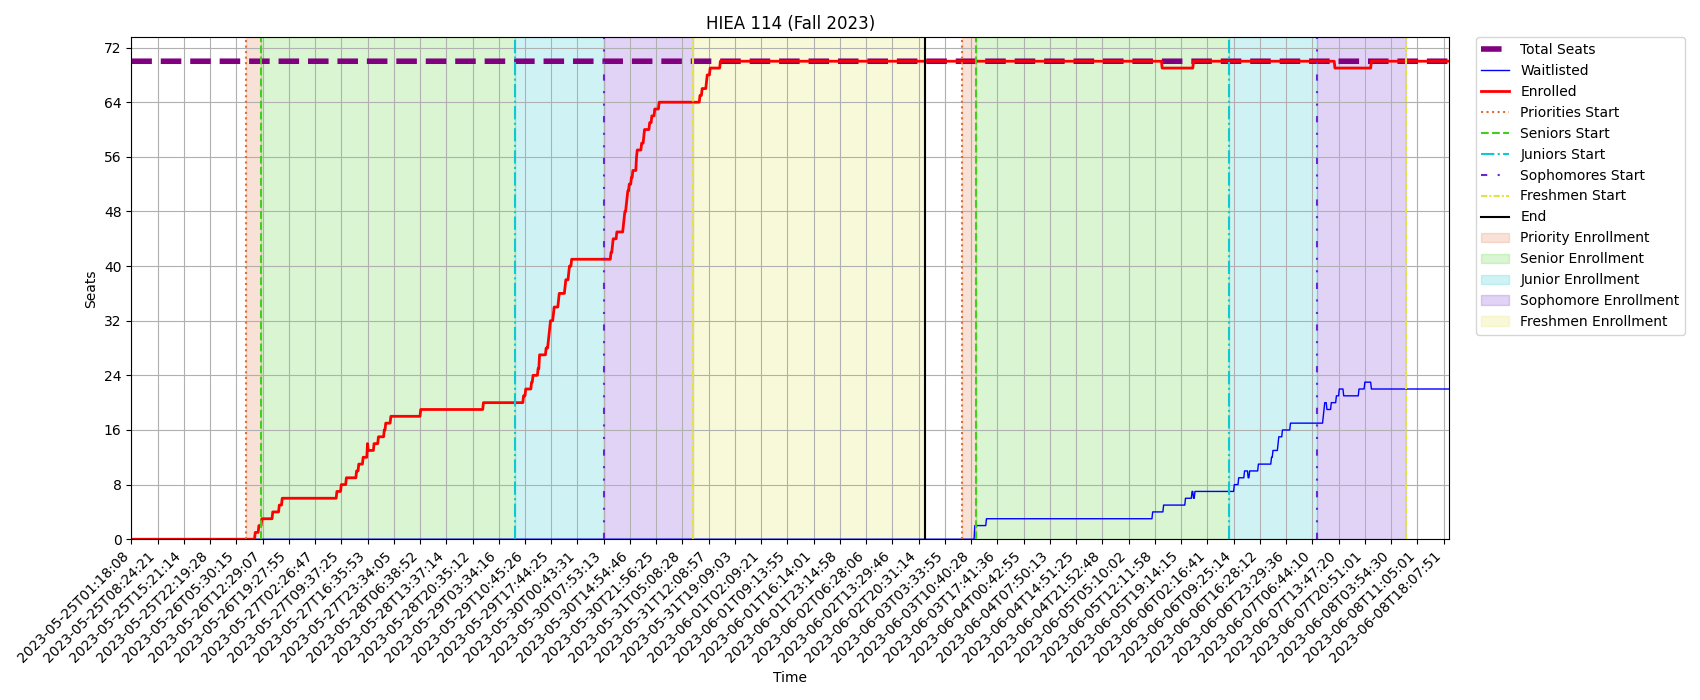 HIEA 114 (Fall 2023)
Seats
72
64
56
48
40
32
24
16
8
0
2023-05-25T01:18:08
2023-05-25T08:24:21
2023-05-25T15:21:14
2023-05-25T22:19:28
2023-05-26T05:30:15
2023-05-26T12:29:07
2023-05-26T19:27:55
2023-05-27T02:26:47
2023-05-27T09:37:25
2023-05-27T16:35:53
2023-05-27T23:34:05
2023-05-28T06:38:52
2023-05-28T13:37:14
2023-05-28T20:35:12
2023-05-29T03:34:16
2023-05-29T10:45:26
2023-05-29T17:44:25
2023-05-30T00:43:31
2023-05-30T07:53:13
2023-05-30T14:54:46
2023-05-30T21:56:25
2023-05-31T05:08:28
2023-05-31T12:08:57
2023-05-31T19:09:03
2023-06-01T02:09:21
2023-06-01T09:13:55
2023-06-01T16:14:01
2023-06-01T23:14:58
2023-06-02T06:28:06
2023-06-02T13:29:46
2023-06-02T20:31:14
2023-06-03T03:33:55
2023-06-03T10:40:28
2023-06-03T17:41:36
2023-06-04T00:42:55
2023-06-04T07:50:13
2023-06-04T14:51:25
2023-06-04T21:52:48
2023-06-05T05:10:02
2023-06-05T12:11:58
2023-06-05T19:14:15
2023-06-06T02:16:41
2023-06-06T09:25:14
2023-06-06T16:28:12
2023-06-06T23:29:36
2023-06-07T06:44:10
2023-06-07T13:47:20
2023-06-07T20:51:01
2023-06-08T03:54:30
2023-06-08T11:05:01
2023-06-08T18:07:51
Time
Total Seats
Waitlisted
Enrolled
Priorities Start
Seniors Start
Juniors Start
Sophomores Start
Freshmen Start
End
Priority Enrollment
Senior Enrollment
Junior Enrollment
Sophomore Enrollment
Freshmen Enrollment